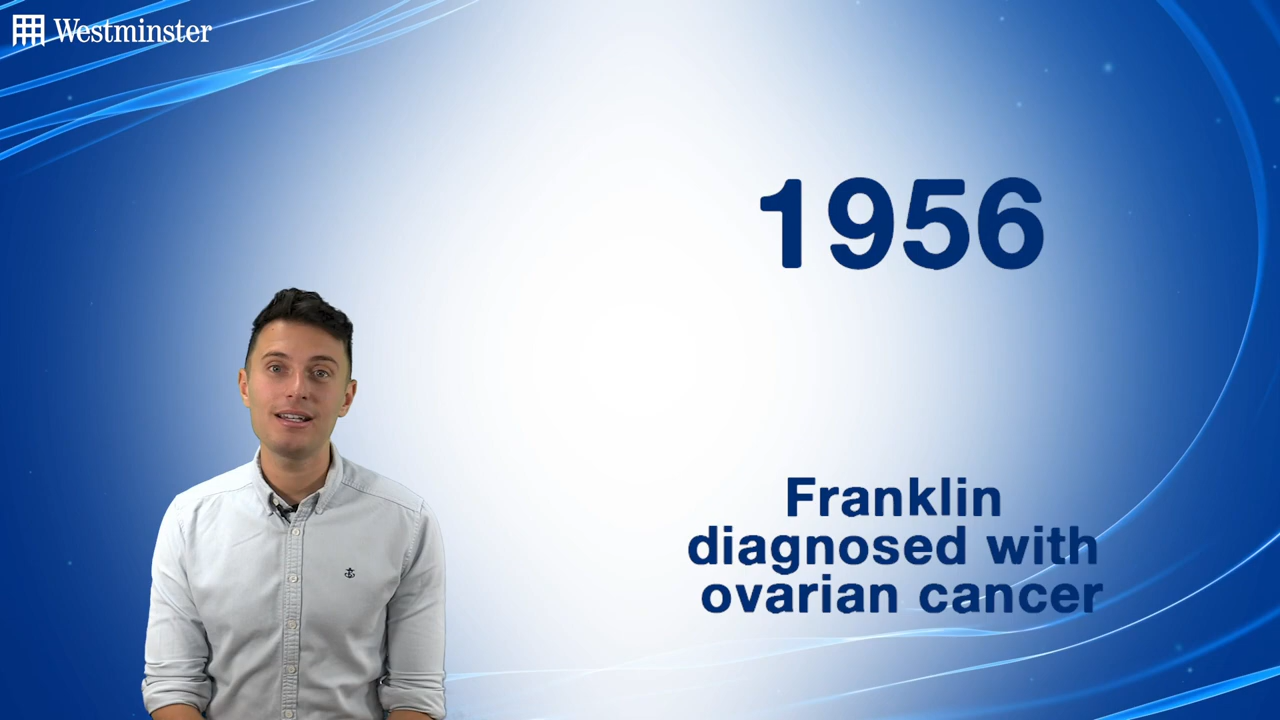 Westminster
1956
Franklin
diagnosed with
ovarian cancer